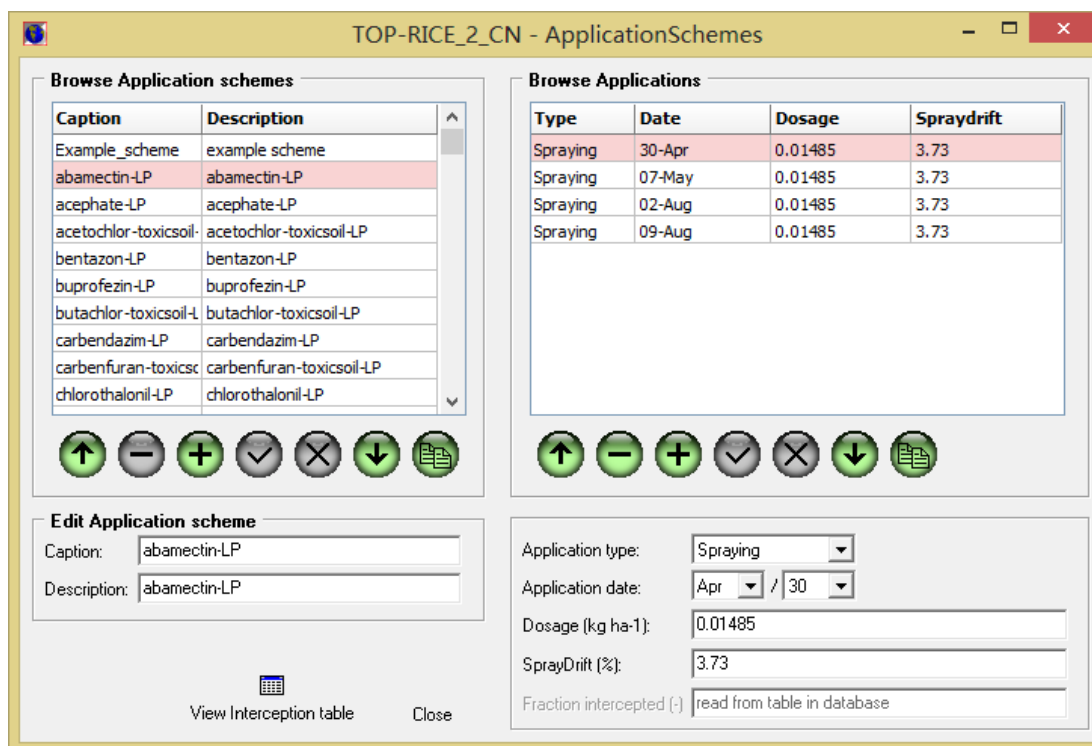 TOP-RICE_2_CN - ApplicationSchemes
Browse Application schemes
Caption Description
Example_scheme example scheme
abamectin-LP abamectin-LP
acephate-LP acephate-LP
acetochlor-toxicsoil- acetochlor-toxicsoil-LP
bentazon-LP bentazon-LP
buprofezin-LP buprofezin-LP
butachlor-toxicsoil-L butachlor-toxicsoil-LP
carbendazim-LP carbendazim-LP
carbenfuran-toxicsc carbenfuran-toxicsoil-LP
chlorothalonil-LP chlorothalonil-LP
Browse Applications
Type Date Dosage Spraydrift
Spraying 30-Apr 0.01485 3.73
Spraying 07-May 0.01485 3.73
Spraying 02-Aug 0.01485 3.73
Spraying 09-Aug 0.01485 3.73
Edit Application scheme
Caption: abamectin-LP
Description: abamectin-LP
View Interception table Close
Application type: Spraying
Application date: Apr / 30
Dosage (kg ha-1): 0.01485
SprayDrift (%): 3.73
Fraction intercepted (-) read from table in database